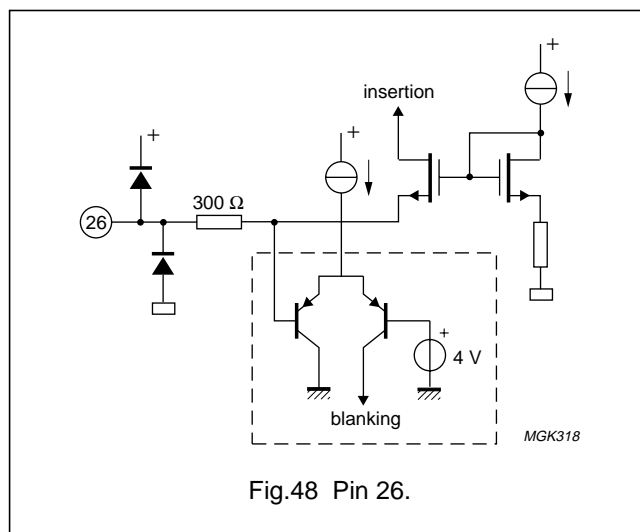 +
insertion
+
+
300 Ω
26
+
4 V
blanking
MGK318
Fig.48 Pin 26.